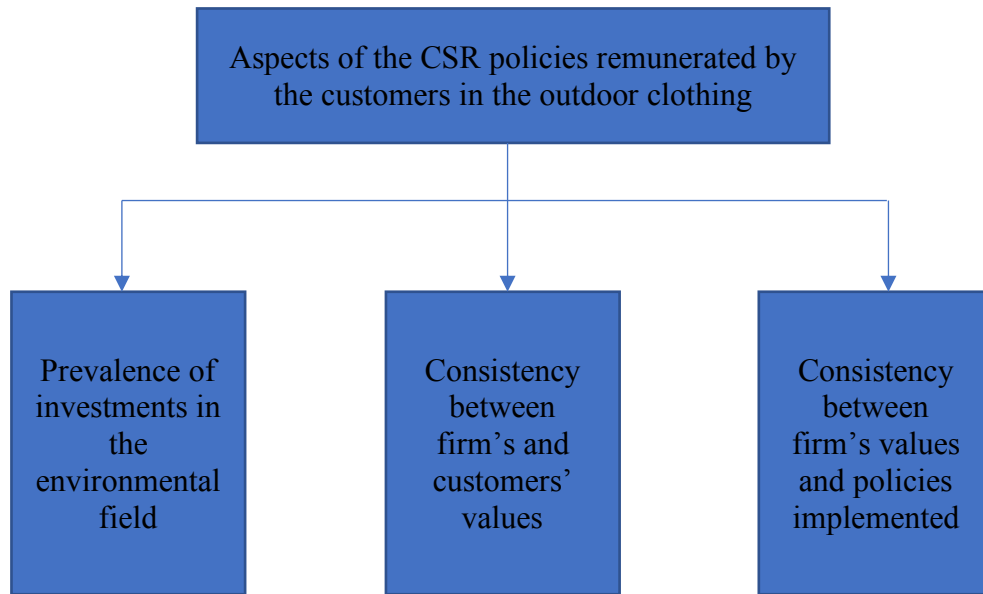 Aspects of the CSR policies remunerated by
the customers in the outdoor clothing
Prevalence of
investments in
the
environmental
field
Consistency
between
firm’s and
customers’
values
Consistency
between
firm’s values
and policies
implemented